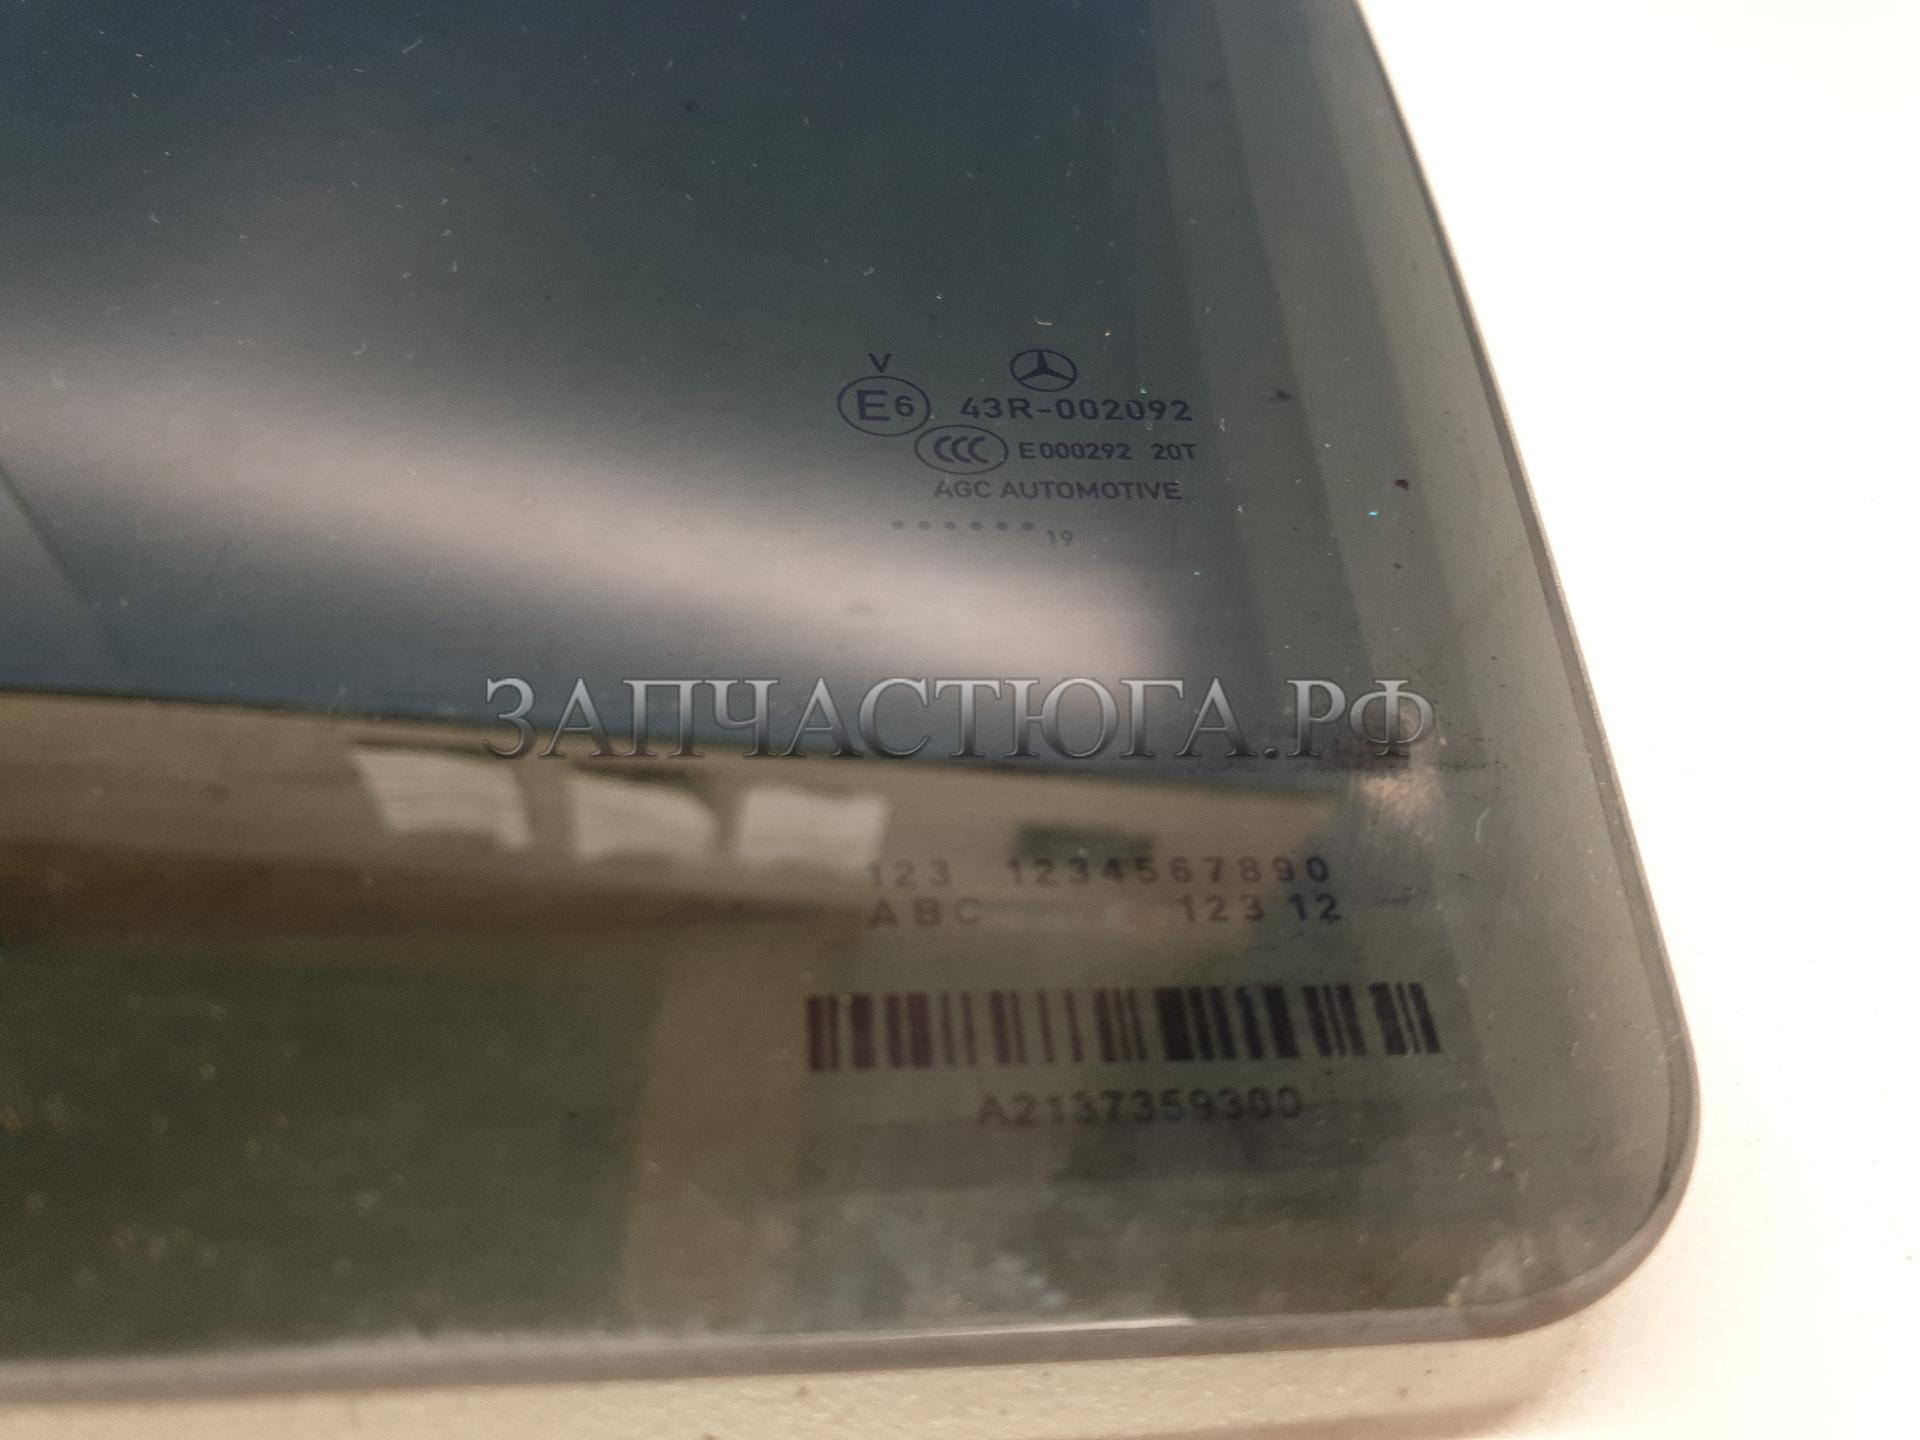 V
E6 43R-002092
CCC E000292 20T
AGC AUTOMOTIVE
...... 19
ЗАПЧАСТЮГА.РФ
123 1234567890
ABC 123 12
A2137359300